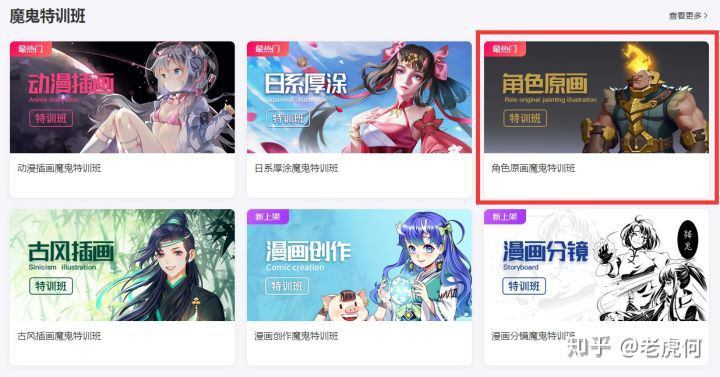 魔鬼特训班
查看更多 >
最热门
动漫插画
Anime illustration
特训班
动漫插画魔鬼特训班
最热门
日系厚涂
Japanese illustration
特训班
日系厚涂魔鬼特训班
最热门
角色原画
Role original painting illustration
特训班
角色原画魔鬼特训班
古风插画
Sinicism illustration
特训班
古风插画魔鬼特训班
新上架
漫画创作
Comic creation
特训班
漫画创作魔鬼特训班
新上架
漫画分镜
Storyboard
特训班
漫画分镜魔鬼特训班
知乎 @老虎何